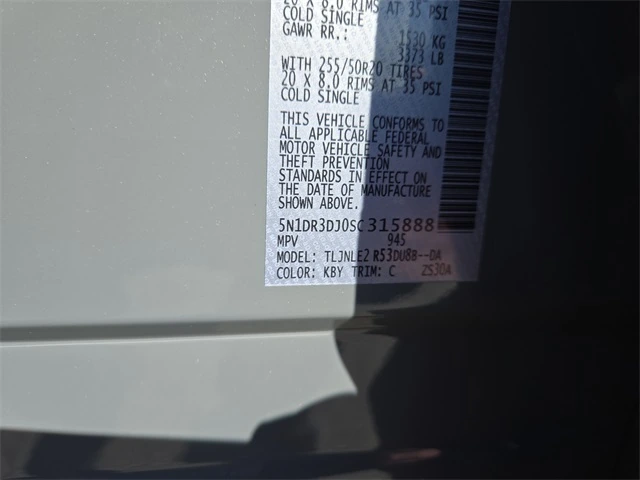 20 X 8.0 RIMS AT 35 PSI
COLD SINGLE
GAWR RR.: 1530 KG
3373 LB
WITH 255/50R20 TIRES
20 X 8.0 RIMS AT 35 PSI
COLD SINGLE
THIS VEHICLE CONFORMS TO
ALL APPLICABLE FEDERAL
MOTOR VEHICLE SAFETY AND
THEFT PREVENTION
STANDARDS IN EFFECT ON
THE DATE OF MANUFACTURE
SHOWN ABOVE.
5N1DR3DJ0SC315888
MPV 945
MODEL: TLJNLE2 R53DU8B--DA
COLOR: KBY TRIM: C ZS30A